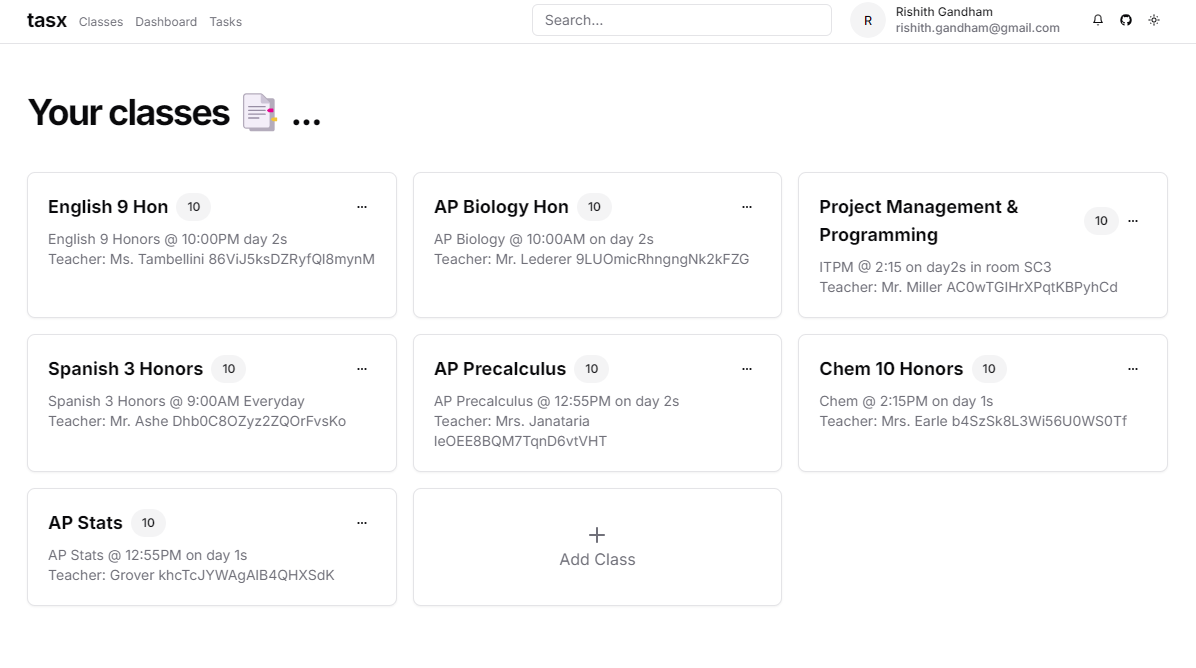 tasx Classes Dashboard Tasks Search... R Rishith Gandham
rishith.gandham@gmail.com
Your classes ...
English 9 Hon 10 ...
English 9 Honors @ 10:00PM day 2s
Teacher: Ms. Tambellini 86ViJ5ksDZRyfQl8mynM
AP Biology Hon 10 ...
AP Biology @ 10:00AM on day 2s
Teacher: Mr. Lederer 9LUOmicRhngngNk2kFZG
Project Management &
Programming 10 ...
ITPM @ 2:15 on day2s in room SC3
Teacher: Mr. Miller AC0wTGIHrXPqtKBPyhCd
Spanish 3 Honors 10 ...
Spanish 3 Honors @ 9:00AM Everyday
Teacher: Mr. Ashe Dhb0C8OZyz2ZQOrFvsKo
AP Precalculus 10 ...
AP Precalculus @ 12:55PM on day 2s
Teacher: Mrs. Janataria
IeOEE8BQM7TqnD6vtVHT
Chem 10 Honors 10 ...
Chem @ 2:15PM on day 1s
Teacher: Mrs. Earle b4SzSk8L3Wi56U0WS0Tf
AP Stats 10 ...
AP Stats @ 12:55PM on day 1s
Teacher: Grover khcTcJYWAgAIB4QHXSdK
+
Add Class